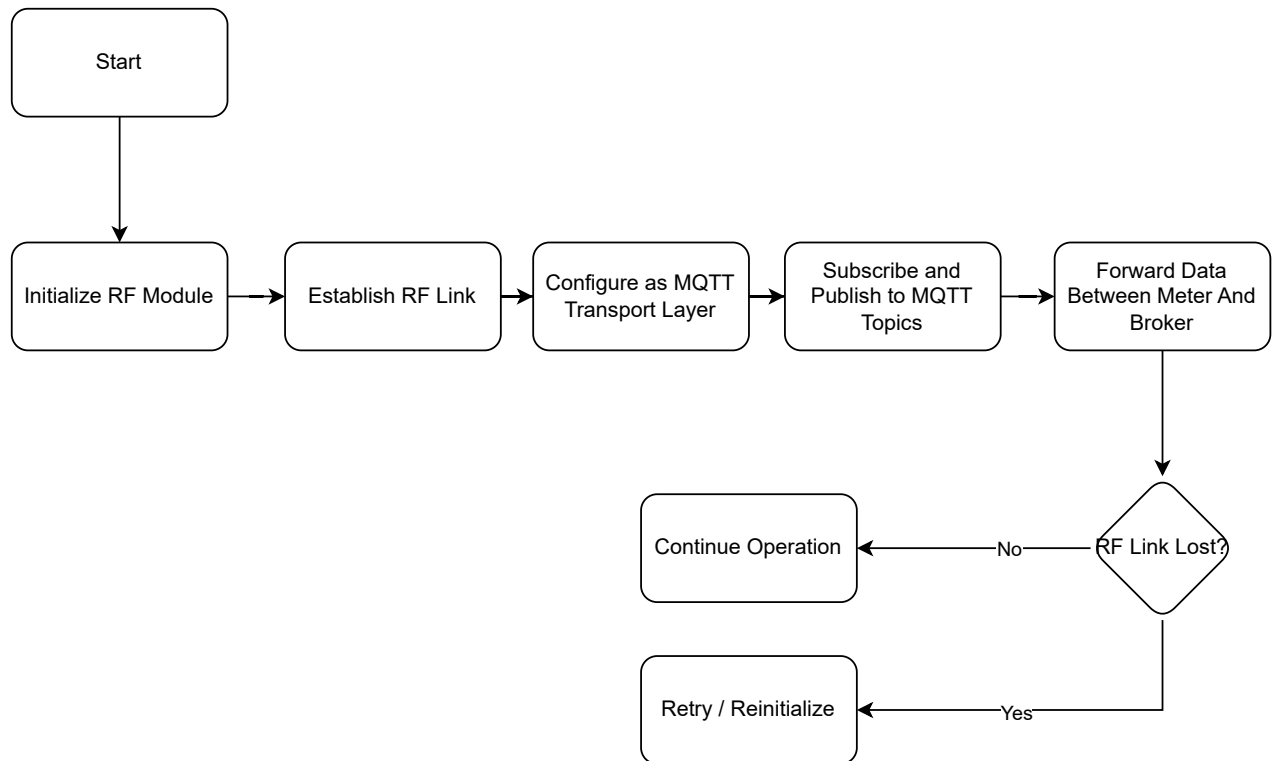 Start
Initialize RF Module
Establish RF Link
Configure as MQTT
Transport Layer
Subscribe and
Publish to MQTT
Topics
Forward Data
Between Meter And
Broker
RF Link Lost?
No
Continue Operation
Yes
Retry / Reinitialize